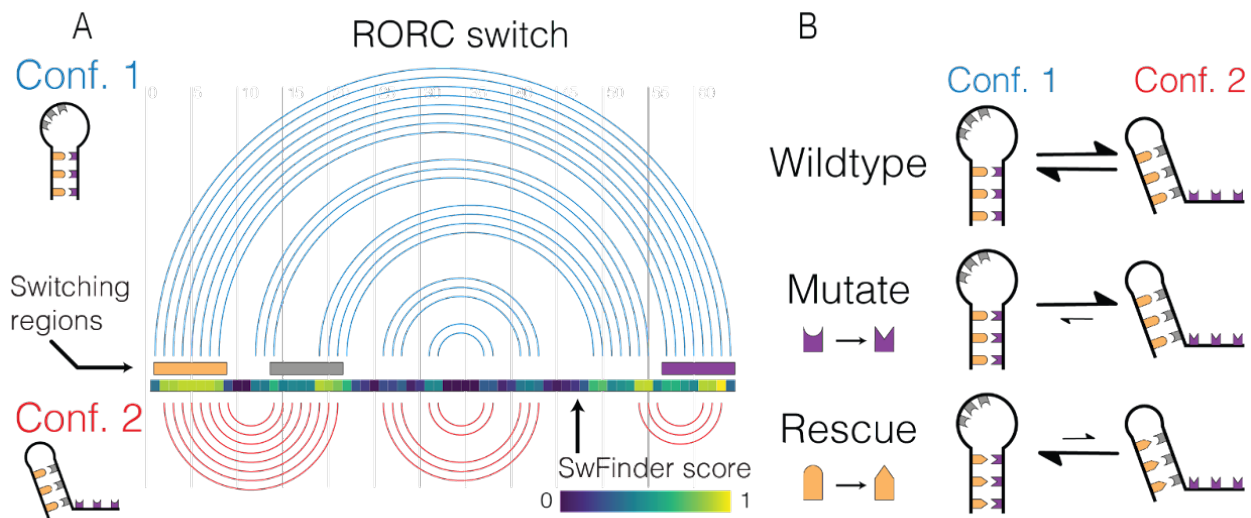 A
RORC switch
Conf. 1
0 5 10 15 20 25 30 35 40 45 50 55 60
Switching
regions
Conf. 2
SwFinder score
0 1
B
Conf. 1 Conf. 2
Wildtype
Mutate
Rescue